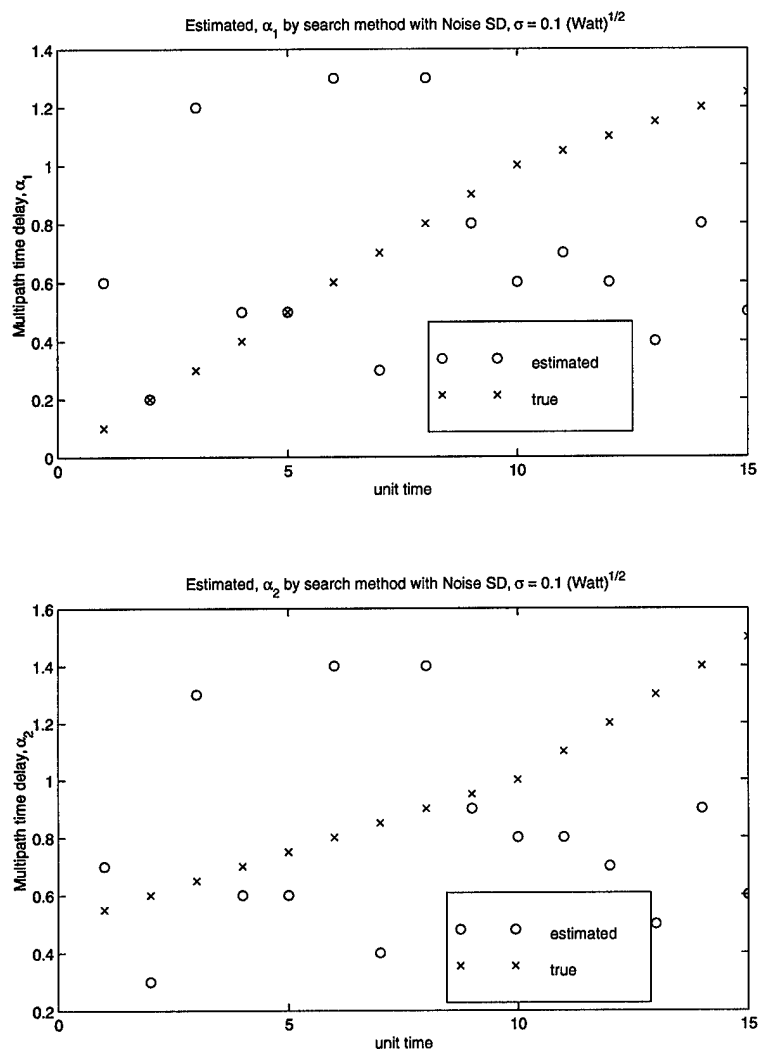 Estimated, α₁ by search method with Noise SD, σ = 0.1 (Watt)^1/2
1.4
1.2
1
0.8
0.6
0.4
0.2
0
Multipath time delay, α₁
estimated
true
0
5
10
15
unit time
Estimated, α₂ by search method with Noise SD, σ = 0.1 (Watt)^1/2
1.6
1.4
1.2
1
0.8
0.6
0.4
0.2
Multipath time delay, α₂
estimated
true
0
5
10
15
unit time